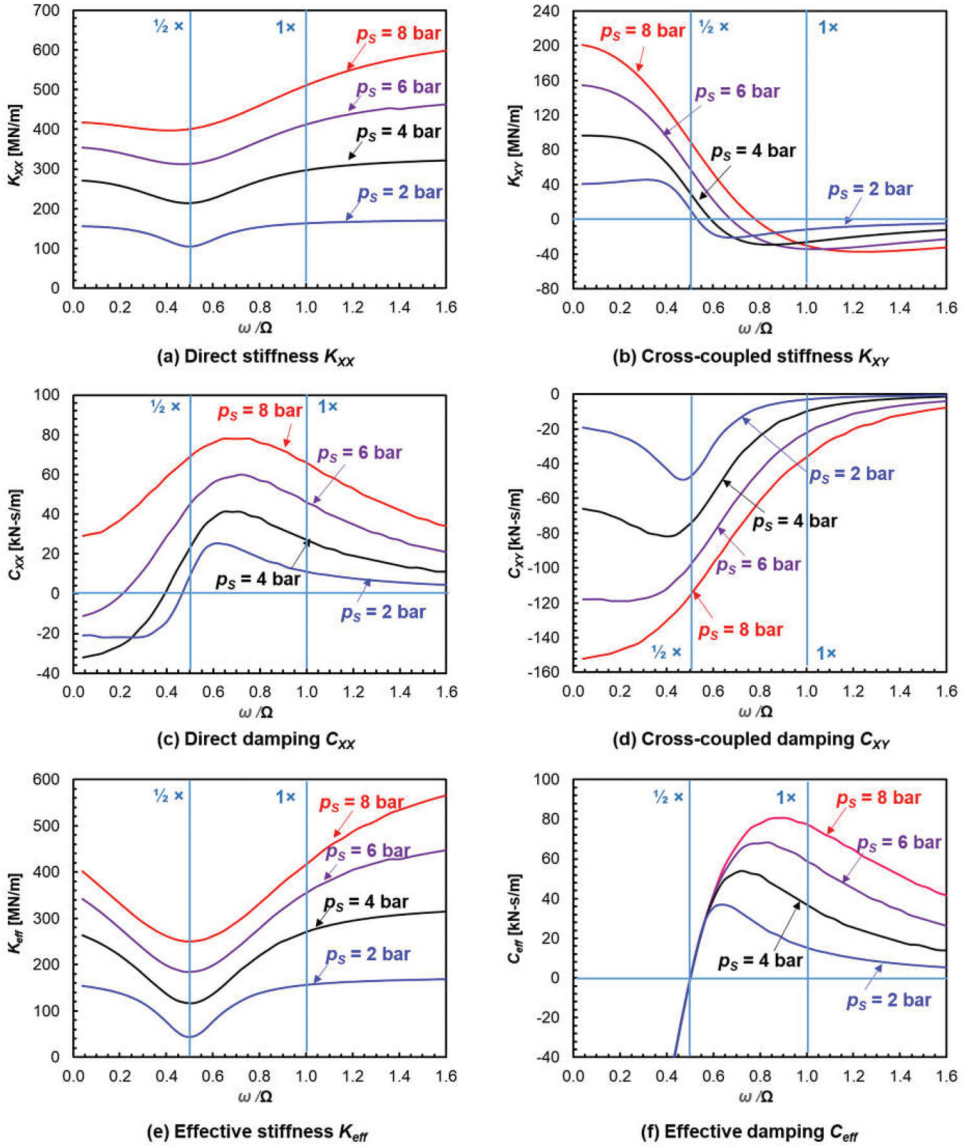 700
600
500
400
300
200
100
0
K_XX [MN/m]
½ ×
1×
p_S = 8 bar
p_S = 6 bar
p_S = 4 bar
p_S = 2 bar
0.0 0.2 0.4 0.6 0.8 1.0 1.2 1.4 1.6
ω /Ω
(a) Direct stiffness K_XX
240
200
160
120
80
40
0
-40
-80
K_XY [MN/m]
½ ×
1×
p_S = 8 bar
p_S = 6 bar
p_S = 4 bar
p_S = 2 bar
0.0 0.2 0.4 0.6 0.8 1.0 1.2 1.4 1.6
ω /Ω
(b) Cross-coupled stiffness K_XY
100
80
60
40
20
0
-20
-40
C_XX [kN-s/m]
½ ×
1×
p_S = 8 bar
p_S = 6 bar
p_S = 4 bar
p_S = 2 bar
0.0 0.2 0.4 0.6 0.8 1.0 1.2 1.4 1.6
ω /Ω
(c) Direct damping C_XX
0
-20
-40
-60
-80
-100
-120
-140
-160
C_XY [kN-s/m]
p_S = 2 bar
p_S = 4 bar
p_S = 6 bar
p_S = 8 bar
½ ×
1×
0.0 0.2 0.4 0.6 0.8 1.0 1.2 1.4 1.6
ω /Ω
(d) Cross-coupled damping C_XY
600
500
400
300
200
100
0
K_eff [MN/m]
½ ×
1×
p_S = 8 bar
p_S = 6 bar
p_S = 4 bar
p_S = 2 bar
0.0 0.2 0.4 0.6 0.8 1.0 1.2 1.4 1.6
ω /Ω
(e) Effective stiffness K_eff
100
80
60
40
20
0
-20
-40
C_eff [kN-s/m]
½ ×
1×
p_S = 8 bar
p_S = 6 bar
p_S = 4 bar
p_S = 2 bar
0.0 0.2 0.4 0.6 0.8 1.0 1.2 1.4 1.6
ω /Ω
(f) Effective damping C_eff